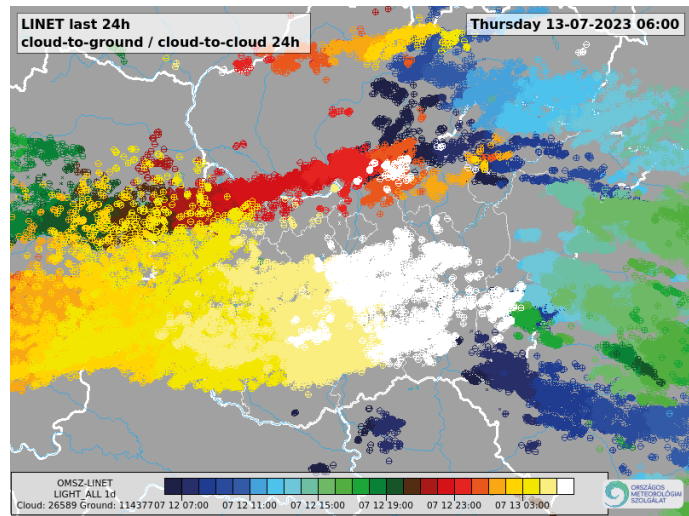 LINET last 24h
cloud-to-ground / cloud-to-cloud 24h
Thursday 13-07-2023 06:00
OMSZ-LINET
LIGHT_ALL 1d
Cloud: 26589 Ground: 114377
07 12 07:00 07 12 11:00 07 12 15:00 07 12 19:00 07 12 23:00 07 13 03:00
ORSZÁGOS
METEOROLÓGIAI
SZOLGÁLAT